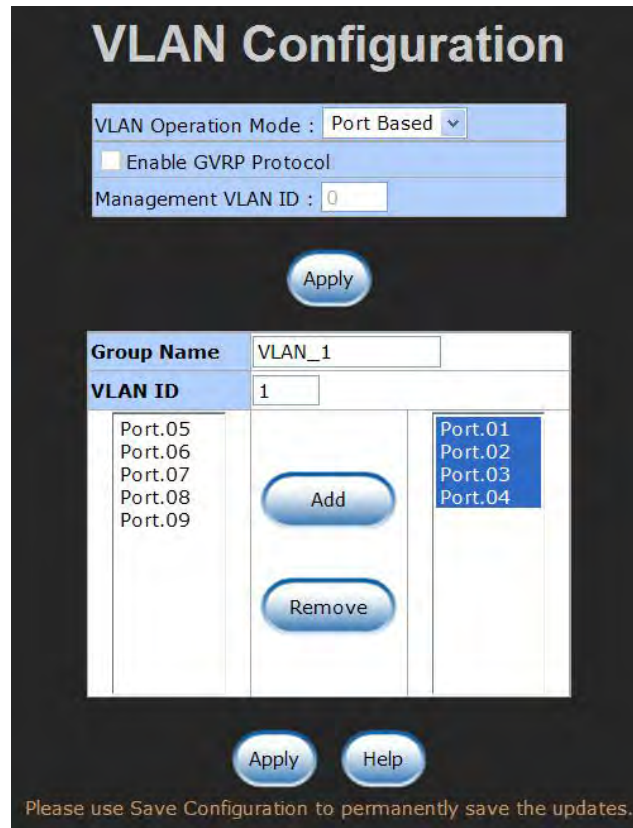 VLAN Configuration
VLAN Operation Mode : Port Based
Enable GVRP Protocol
Management VLAN ID : 0
Apply
Group Name VLAN_1
VLAN ID 1
Port.05
Port.06
Port.07
Port.08
Port.09
Add
Remove
Port.01
Port.02
Port.03
Port.04
Apply Help
Please use Save Configuration to permanently save the updates.